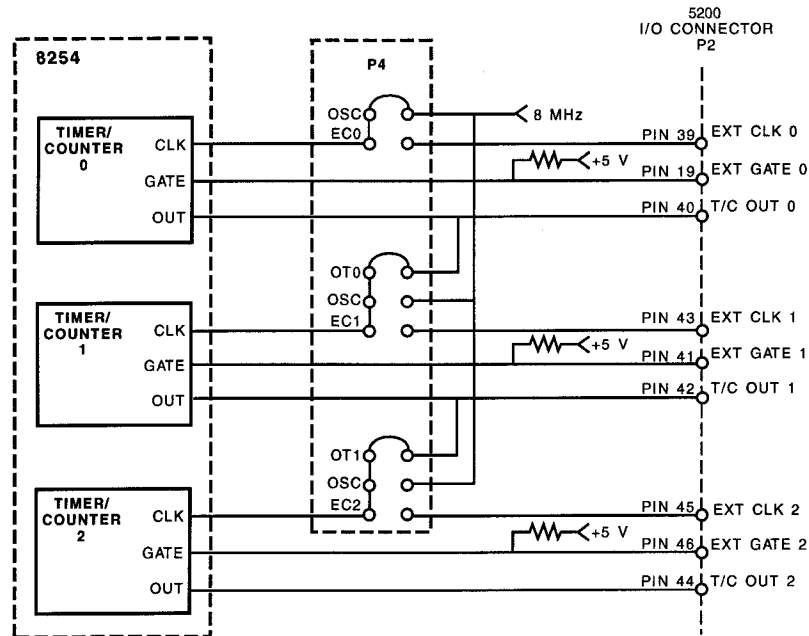 5200
I/O CONNECTOR
P2
8254
P4
OSC
8 MHz
TIMER/
COUNTER
0
CLK
EC0
PIN 39
EXT CLK 0
+5 V
GATE
PIN 19
EXT GATE 0
OUT
PIN 40
T/C OUT 0
OT0
OSC
TIMER/
COUNTER
1
CLK
EC1
PIN 43
EXT CLK 1
+5 V
GATE
PIN 41
EXT GATE 1
OUT
PIN 42
T/C OUT 1
OT1
OSC
TIMER/
COUNTER
2
CLK
EC2
PIN 45
EXT CLK 2
+5 V
GATE
PIN 46
EXT GATE 2
OUT
PIN 44
T/C OUT 2